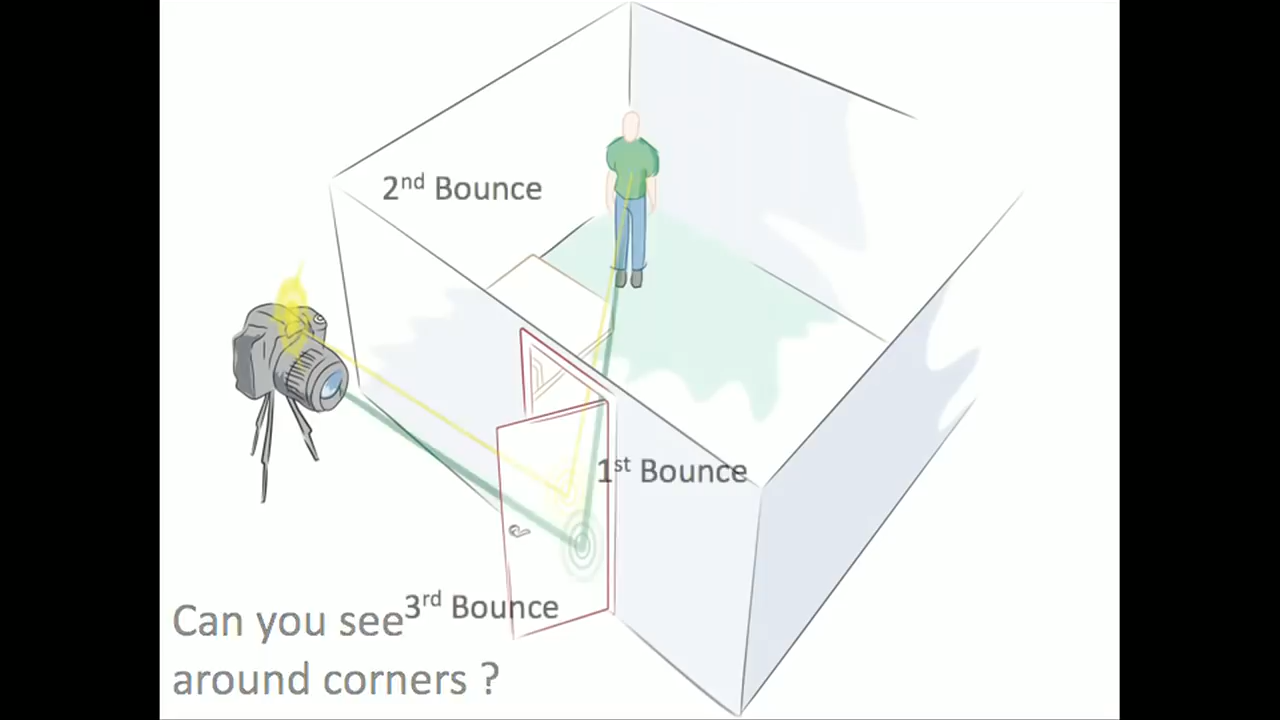 2nd Bounce
1st Bounce
3rd Bounce
Can you see
around corners ?